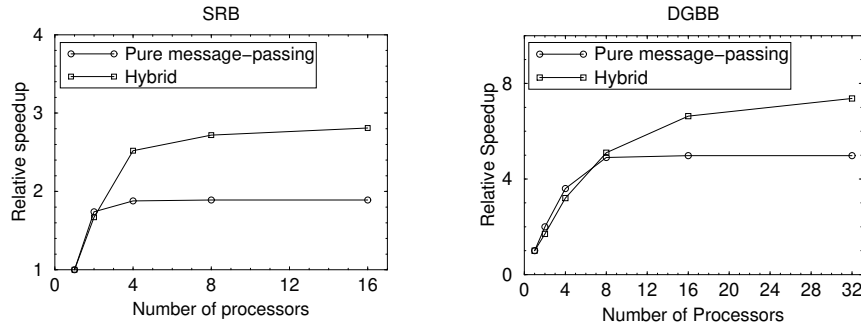 SRB
4
3
2
1
Relative speedup
Pure message-passing
Hybrid
0 4 8 12 16
Number of processors
DGBB
8
4
0
Relative Speedup
Pure message-passing
Hybrid
0 4 8 12 16 20 24 28 32
Number of Processors